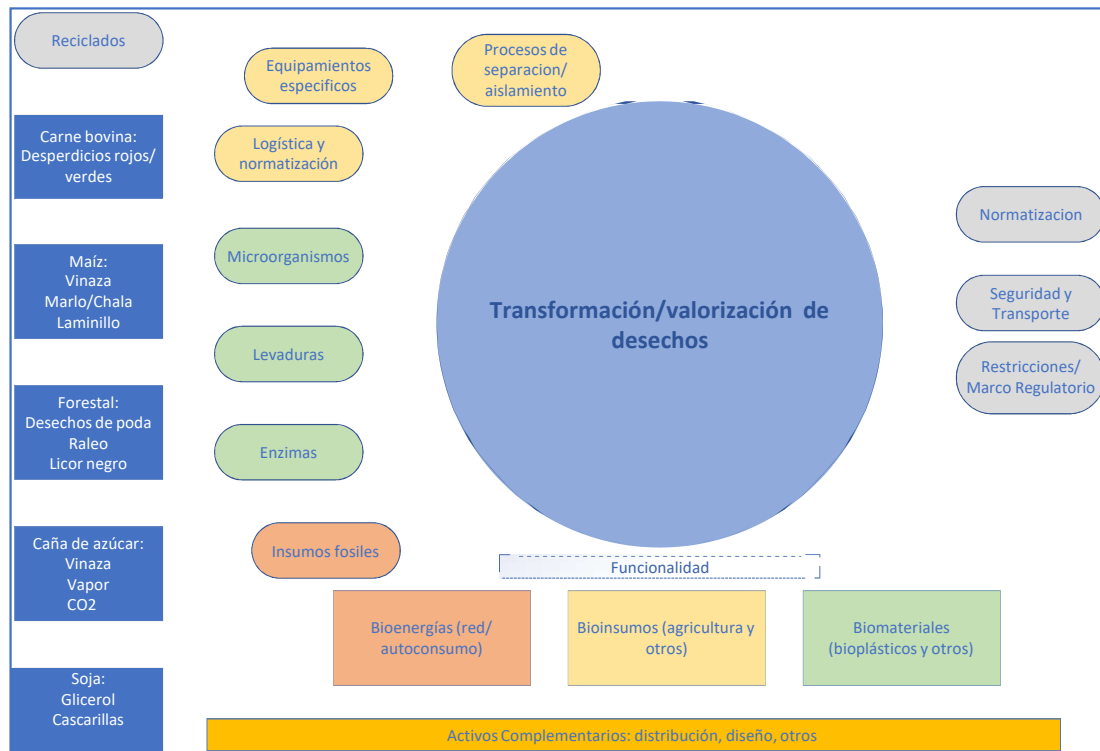 Reciclados
Carne bovina:
Desperdicios rojos/
verdes
Maíz:
Vinaza
Marlo/Chala
Laminillo
Forestal:
Desechos de poda
Raleo
Licor negro
Caña de azúcar:
Vinaza
Vapor
CO2
Soja:
Glicerol
Cascarillas
Equipamientos
especificos
Procesos de
separacion/
aislamiento
Logística y
normatización
Microorganismos
Levaduras
Enzimas
Insumos fosiles
Transformación/valorización de
desechos
Normatizacion
Seguridad y
Transporte
Restricciones/
Marco Regulatorio
Funcionalidad
Bioenergías (red/
autoconsumo)
Bioinsumos (agricultura y
otros)
Biomateriales
(bioplásticos y otros)
Activos Complementarios: distribución, diseño, otros